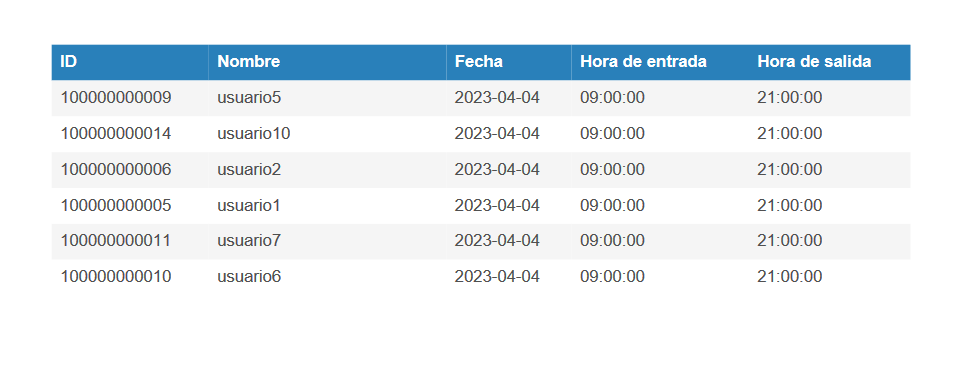 ID Nombre Fecha Hora de entrada Hora de salida
100000000009 usuario5 2023-04-04 09:00:00 21:00:00
100000000014 usuario10 2023-04-04 09:00:00 21:00:00
100000000006 usuario2 2023-04-04 09:00:00 21:00:00
100000000005 usuario1 2023-04-04 09:00:00 21:00:00
100000000011 usuario7 2023-04-04 09:00:00 21:00:00
100000000010 usuario6 2023-04-04 09:00:00 21:00:00